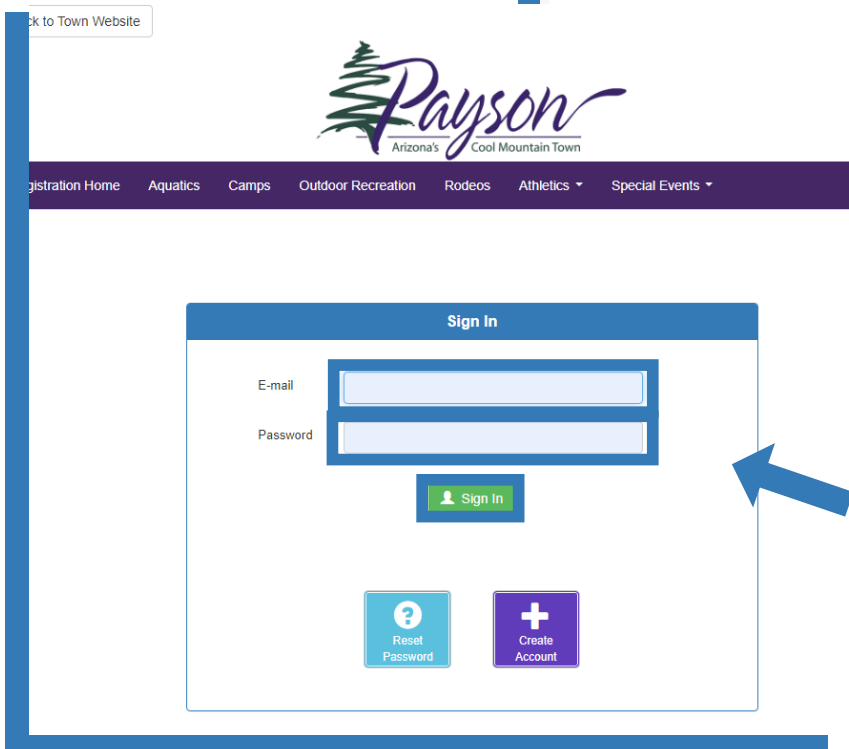 ck to Town Website
Payson
Arizona's Cool Mountain Town
gistration Home Aquatics Camps Outdoor Recreation Rodeos Athletics Special Events
Sign In
E-mail
Password
Sign In
?
Reset
Password
Create
Account